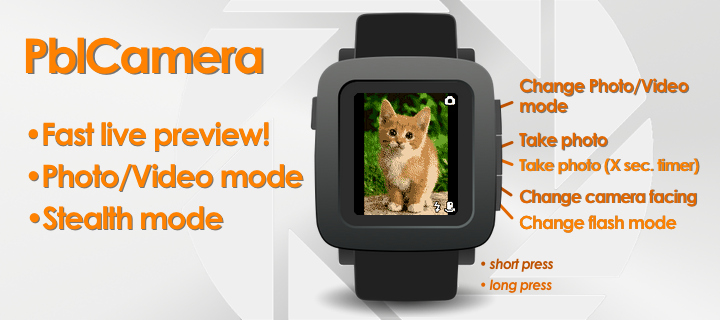 PblCamera
•Fast live preview!
•Photo/Video mode
•Stealth mode
Change Photo/Video
mode
Take photo
Take photo (X sec. timer)
Change camera facing
Change flash mode
• short press
• long press